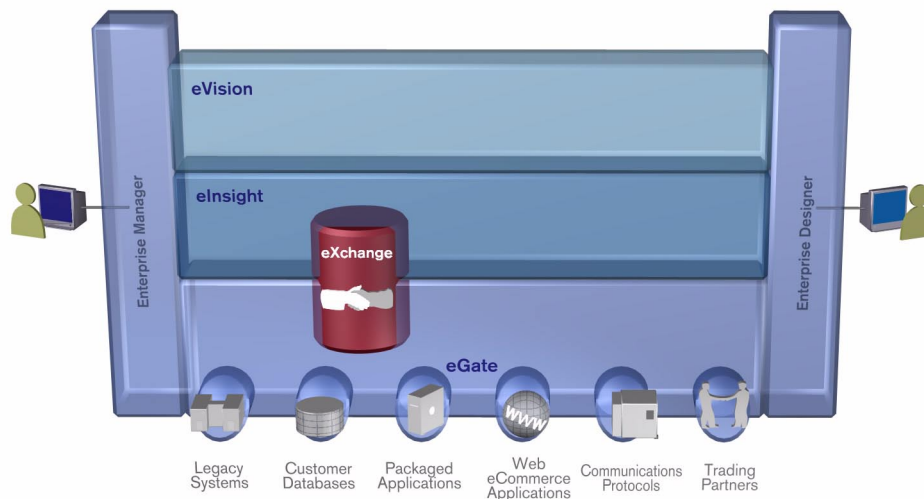 eVision
eInsight
eXchange
eGate
Enterprise Manager
Enterprise Designer
Legacy
Systems
Customer
Databases
Packaged
Applications
WWW
Web
eCommerce
Applications
Communications
Protocols
Trading
Partners